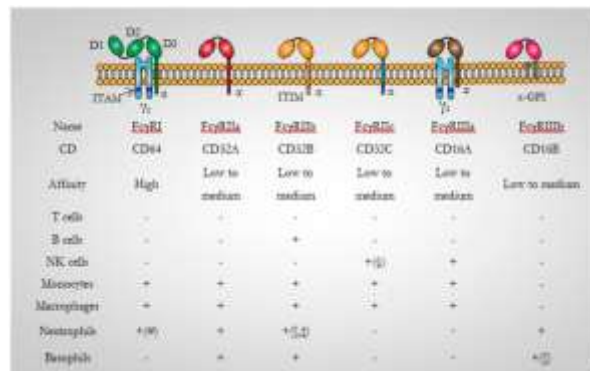 D2
D1 D3
ITAM γ₂ α α ITIM α α γ₂ α α-GPI
Name FcγRI FcγRIIa FcγRIIb FcγRIIc FcγRIIIa FcγRIIIb
CD CD64 CD32A CD32B CD32C CD16A CD16B
Affinity High Low to medium Low to medium Low to medium Low to medium Low to medium
T cells - - - - - -
B cells - - + - - -
NK cells - - - + + -
Monocytes + + + + + -
Macrophages + + + + + -
Neutrophils + + + - - +
Basophils - + + - - +